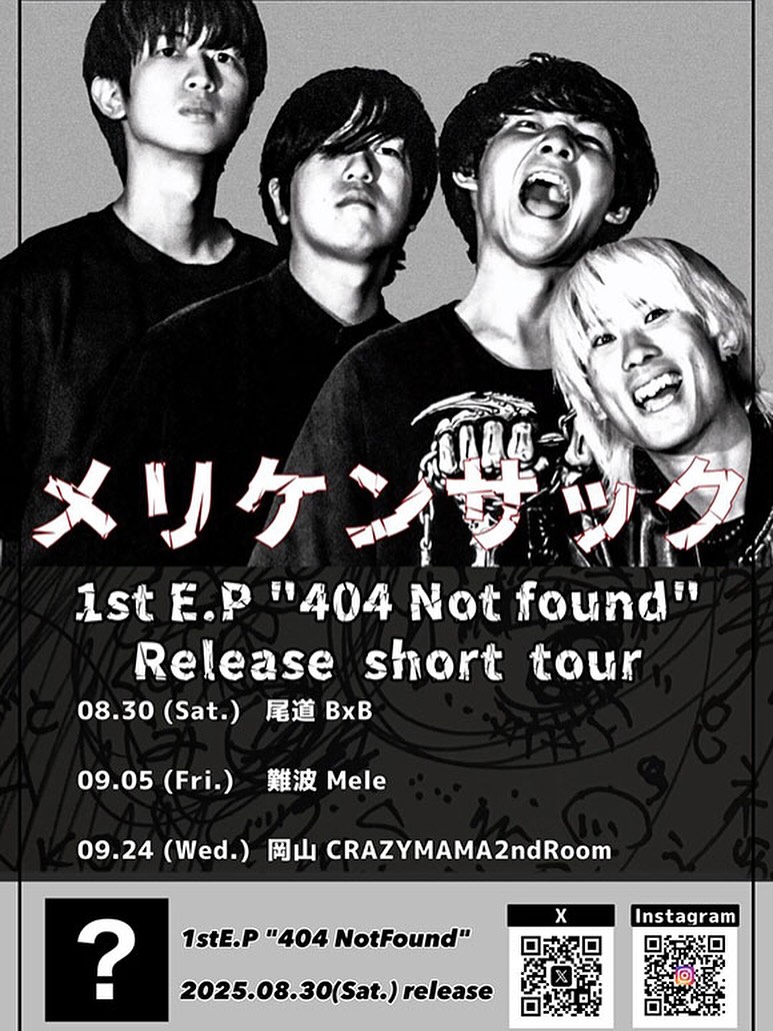 メリケンサック
1st E.P "404 Not found"
Release short tour
08.30 (Sat.) 尾道 BxB
09.05 (Fri.) 難波 Mele
09.24 (Wed.) 岡山 CRAZYMAMA2ndRoom
?
1stE.P "404 NotFound"
2025.08.30(Sat.) release
X
Instagram